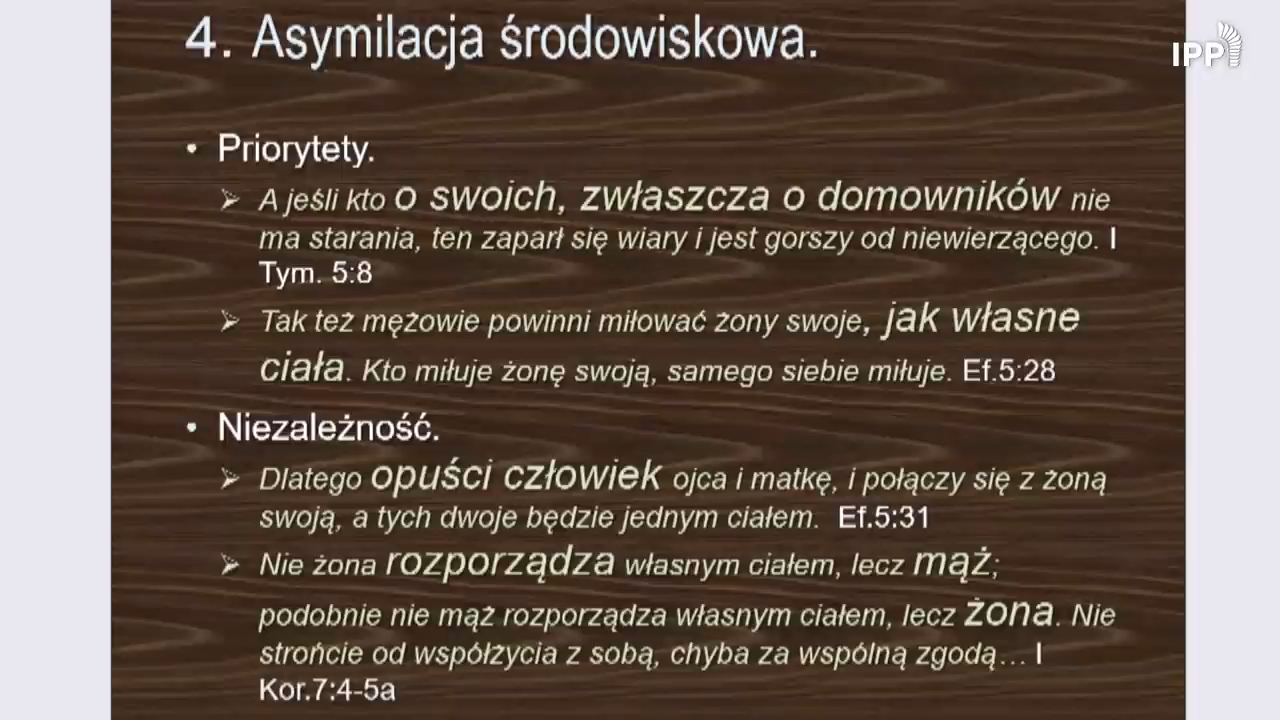 4. Asymilacja środowiskowa.
IPP
• Priorytety.
➢ A jeśli kto o swoich, zwłaszcza o domowników nie
ma starania, ten zaparł się wiary i jest gorszy od niewierzącego. I
Tym. 5:8
➢ Tak też mężowie powinni miłować żony swoje, jak własne
ciała. Kto miłuje żonę swoją, samego siebie miłuje. Ef.5:28
• Niezależność.
➢ Dlatego opuści człowiek ojca i matkę, i połączy się z żoną
swoją, a tych dwoje będzie jednym ciałem. Ef.5:31
➢ Nie żona rozporządza własnym ciałem, lecz mąż;
podobnie nie mąż rozporządza własnym ciałem, lecz żona. Nie
strońcie od współżycia z sobą, chyba za wspólną zgodą… I
Kor.7:4-5a